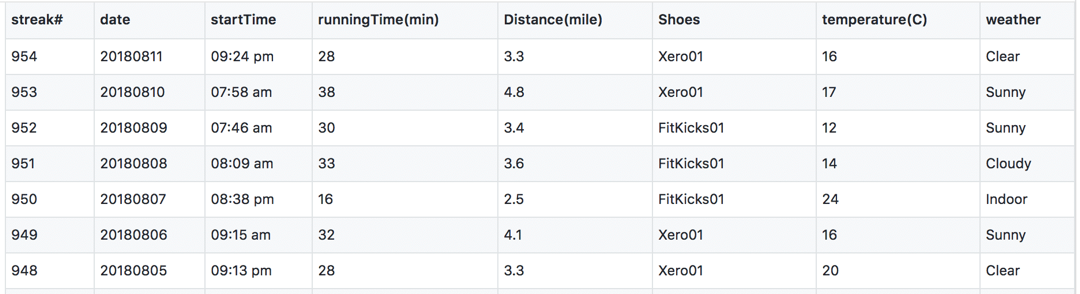 streak# date startTime runningTime(min) Distance(mile) Shoes temperature(C) weather
954 20180811 09:24 pm 28 3.3 Xero01 16 Clear
953 20180810 07:58 am 38 4.8 Xero01 17 Sunny
952 20180809 07:46 am 30 3.4 FitKicks01 12 Sunny
951 20180808 08:09 am 33 3.6 FitKicks01 14 Cloudy
950 20180807 08:38 pm 16 2.5 FitKicks01 24 Indoor
949 20180806 09:15 am 32 4.1 Xero01 16 Sunny
948 20180805 09:13 pm 28 3.3 Xero01 20 Clear